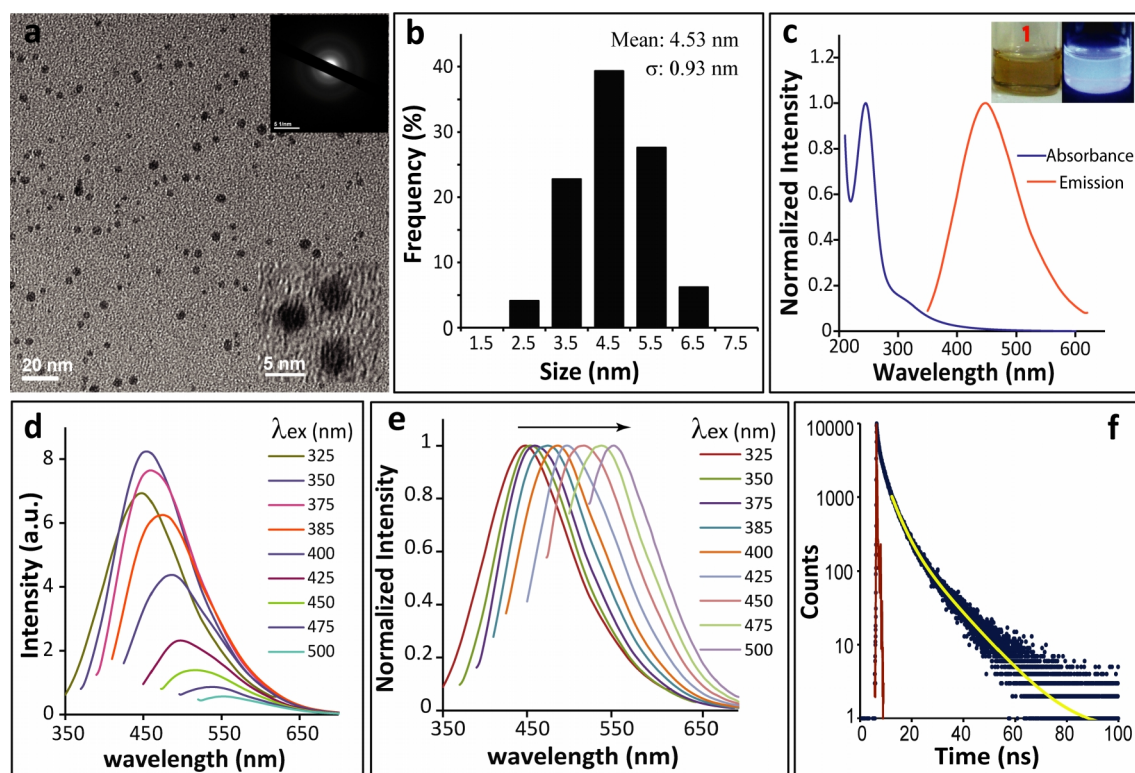 a
5 1/nm
20 nm
5 nm
b
Mean: 4.53 nm
σ: 0.93 nm
Frequency (%)
40
30
20
10
0
1.5 2.5 3.5 4.5 5.5 6.5 7.5
Size (nm)
c
1
Normalized Intensity
1.2
1.0
0.8
0.6
0.4
0.2
0
Absorbance
Emission
200 300 400 500 600
Wavelength (nm)
d
λex (nm)
325
350
375
385
400
425
450
475
500
Intensity (a.u.)
8
6
4
2
0
350 450 550 650
wavelength (nm)
e
λex (nm)
325
350
375
385
400
425
450
475
500
Normalized Intensity
1
0.8
0.6
0.4
0.2
0
350 450 550 650
wavelength (nm)
f
Counts
10000
1000
100
10
1
0 20 40 60 80 100
Time (ns)